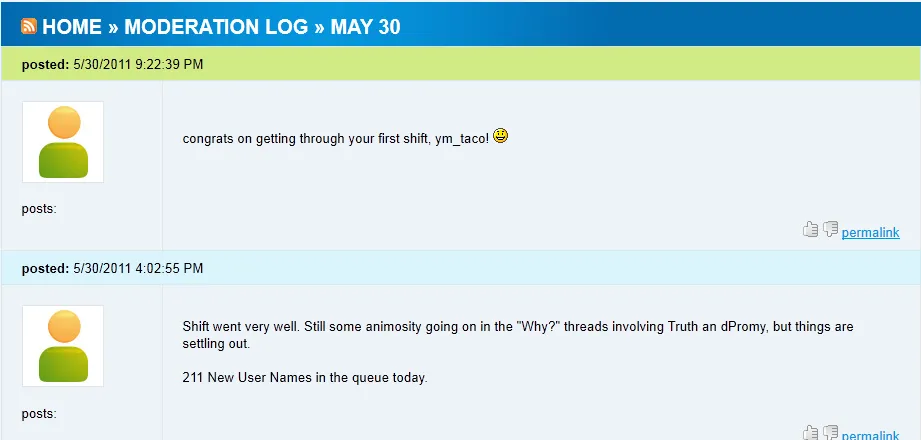 HOME » MODERATION LOG » MAY 30
posted: 5/30/2011 9:22:39 PM
congrats on getting through your first shift, ym_taco!
posts:
permalink
posted: 5/30/2011 4:02:55 PM
Shift went very well. Still some animosity going on in the "Why?" threads involving Truth an dPromy, but things are
settling out.
211 New User Names in the queue today.
posts:
permalink